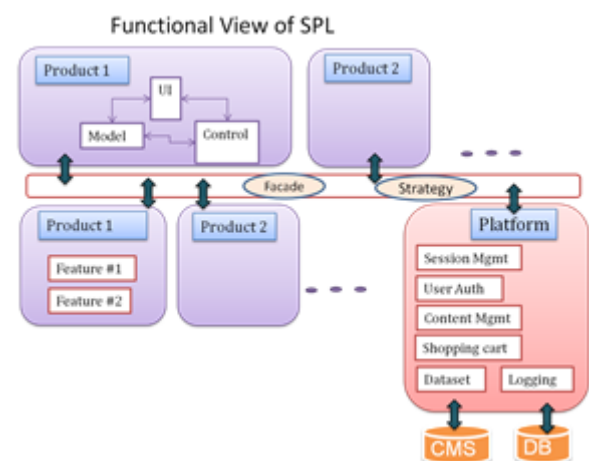 Functional View of SPL
Product 1
UI
Model
Control
Product 2
Facade
Strategy
Product 1
Feature #1
Feature #2
Product 2
Platform
Session Mgmt
User Auth
Content Mgmt
Shopping cart
Dataset
Logging
CMS
DB